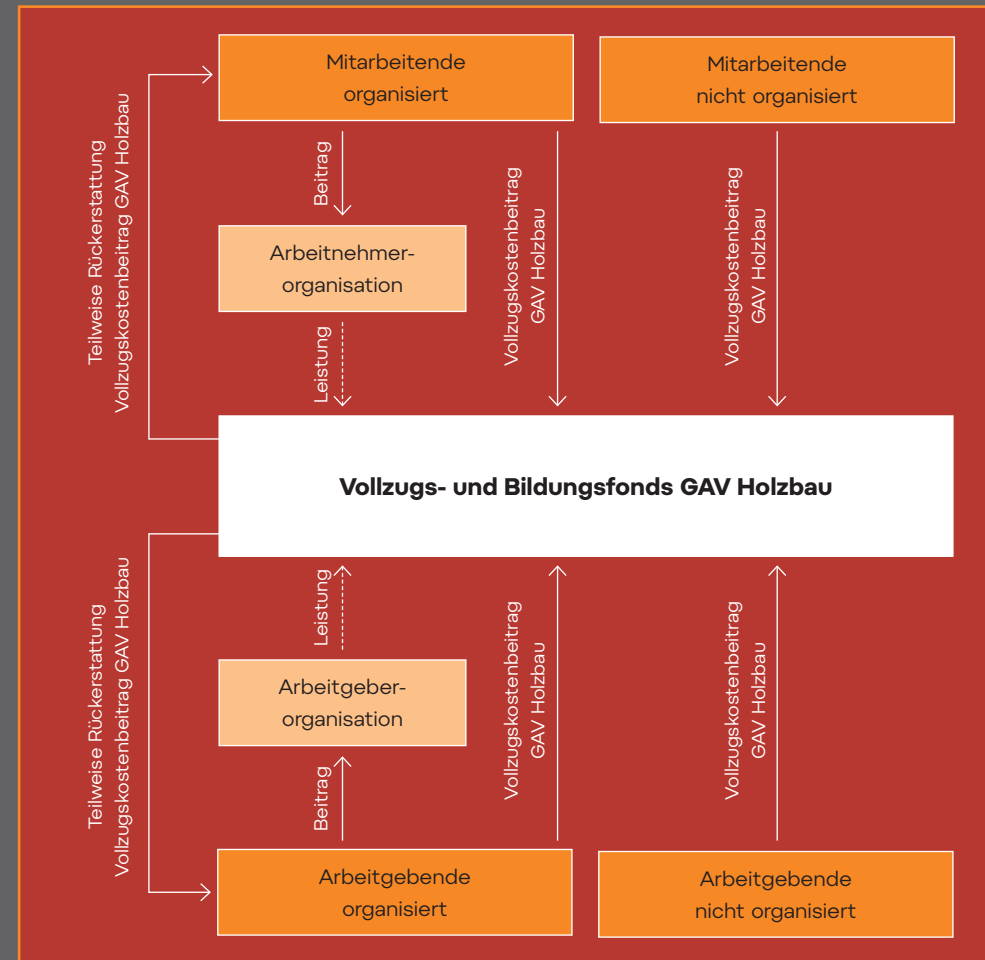 Mitarbeitende
organisiert
Mitarbeitende
nicht organisiert
Teilweise Rückerstattung
Vollzugskostenbeitrag GAV Holzbau
Beitrag
Vollzugskostenbeitrag
GAV Holzbau
Vollzugskostenbeitrag
GAV Holzbau
Arbeitnehmer-
organisation
Leistung
Vollzugs- und Bildungsfonds GAV Holzbau
Teilweise Rückerstattung
Vollzugskostenbeitrag GAV Holzbau
Leistung
Vollzugskostenbeitrag
GAV Holzbau
Vollzugskostenbeitrag
GAV Holzbau
Arbeitgeber-
organisation
Beitrag
Arbeitgebende
organisiert
Arbeitgebende
nicht organisiert